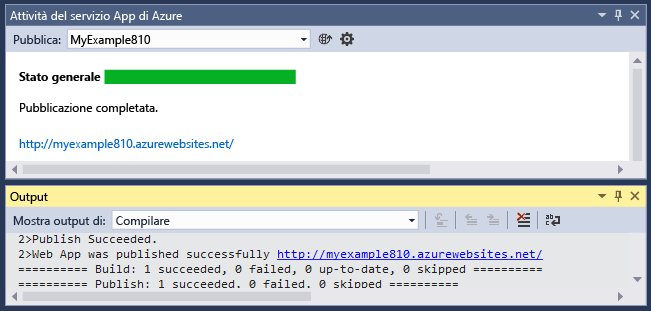 Attività del servizio App di Azure
Pubblica: MyExample810
Stato generale
Pubblicazione completata.
http://myexample810.azurewebsites.net/
Output
Mostra output di: Compilare
2>Publish Succeeded.
2>Web App was published successfully http://myexample810.azurewebsites.net/
========== Build: 1 succeeded, 0 failed, 0 up-to-date, 0 skipped ==========
========== Publish: 1 succeeded, 0 failed, 0 skipped ==========